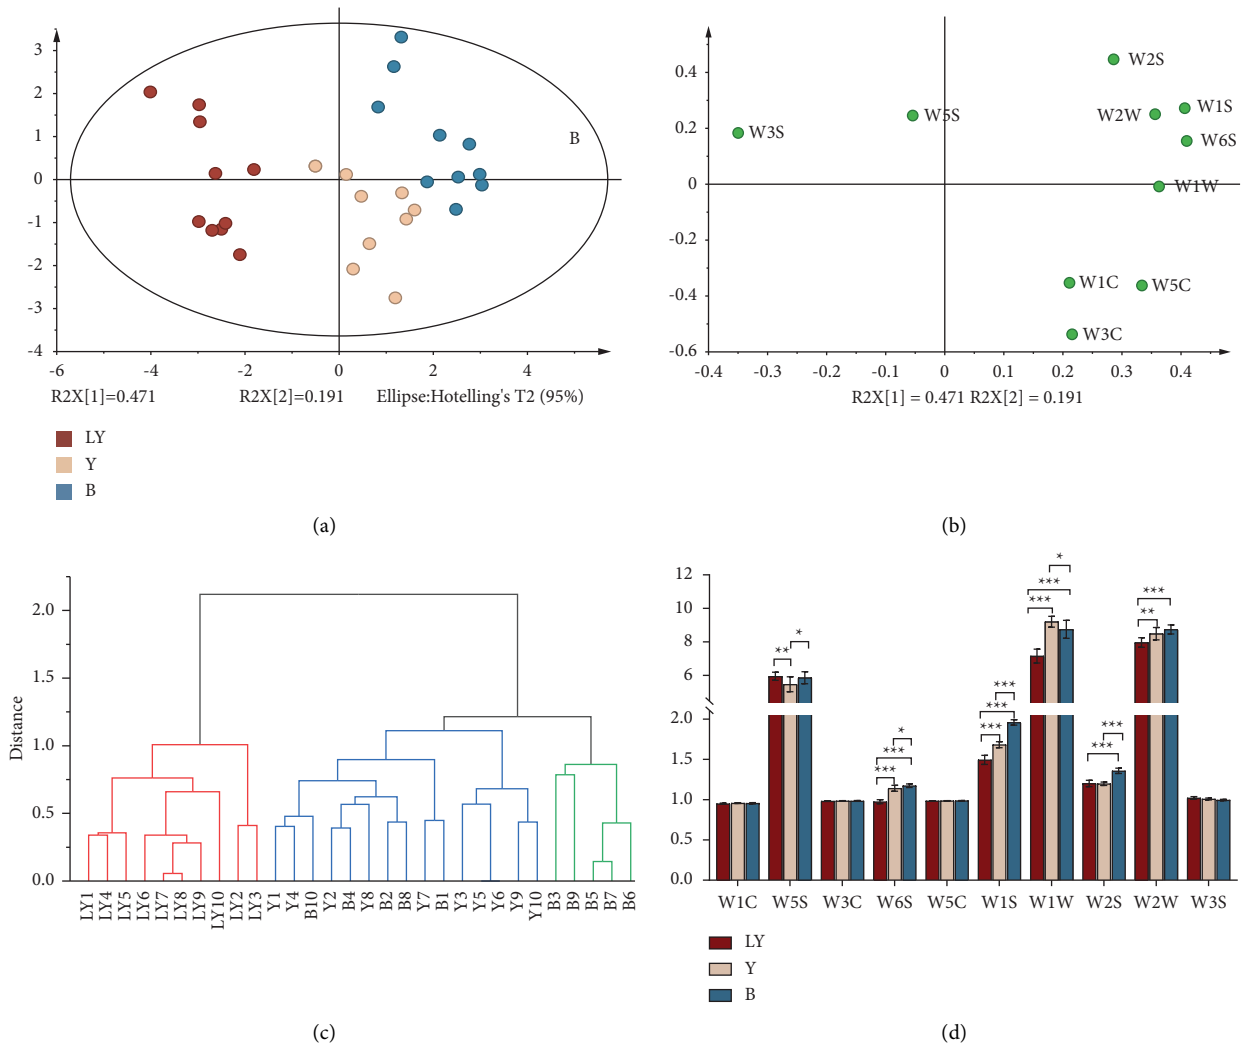 3
2
1
0
-1
-2
-3
-4
B
-6
-4
-2
0
2
4
6
R2X[1]=0.471
R2X[2]=0.191
Ellipse:Hotelling's T2 (95%)
LY
Y
B
(a)
0.4
0.2
0
-0.2
-0.4
-0.6
W2S
W5S
W2W
W1S
W3S
W6S
W1W
W1C
W5C
W3C
-0.4
-0.3
-0.2
-0.1
0
0.1
0.2
0.3
0.4
R2X[1] = 0.471 R2X[2] = 0.191
(b)
Distance
2.0
1.5
1.0
0.5
0.0
LY1
LY4
LY5
LY6
LY7
LY8
LY9
LY10
LY2
LY3
Y1
Y4
B10
Y2
B4
Y8
B2
B8
Y7
B1
Y3
Y5
Y6
Y9
Y10
B3
B9
B5
B7
B6
(c)
12
10
8
6
2.0
1.5
1.0
0.5
0.0
**
*
***
***
*
***
***
***
***
***
*
***
***
**
***
W1C
W5S
W3C
W6S
W5C
W1S
W1W
W2S
W2W
W3S
LY
Y
B
(d)